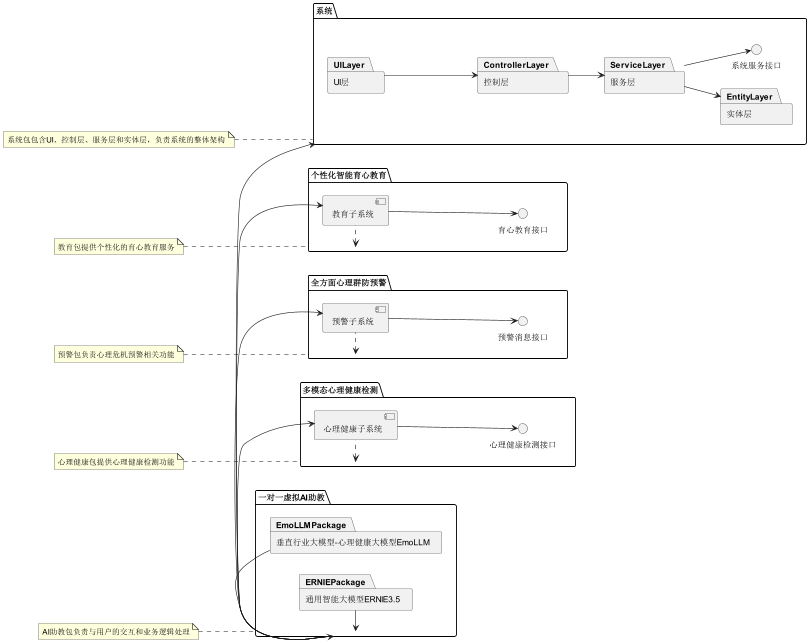 系统
UILayer
UI层
ControllerLayer
控制层
ServiceLayer
服务层
系统服务接口
EntityLayer
实体层
系统包包含UI、控制层、服务层和实体层，负责系统的整体架构
个性化智能育心教育
教育子系统
育心教育接口
教育包提供个性化的育心教育服务
全方面心理群防预警
预警子系统
预警消息接口
预警包负责心理危机预警相关功能
多模态心理健康检测
心理健康子系统
心理健康检测接口
心理健康包提供心理健康检测功能
一对一虚拟AI助教
EmoLLMPackage
垂直行业大模型-心理健康大模型EmoLLM
ERNIEPackage
通用智能大模型ERNIE3.5
AI助教包负责与用户的交互和业务逻辑处理